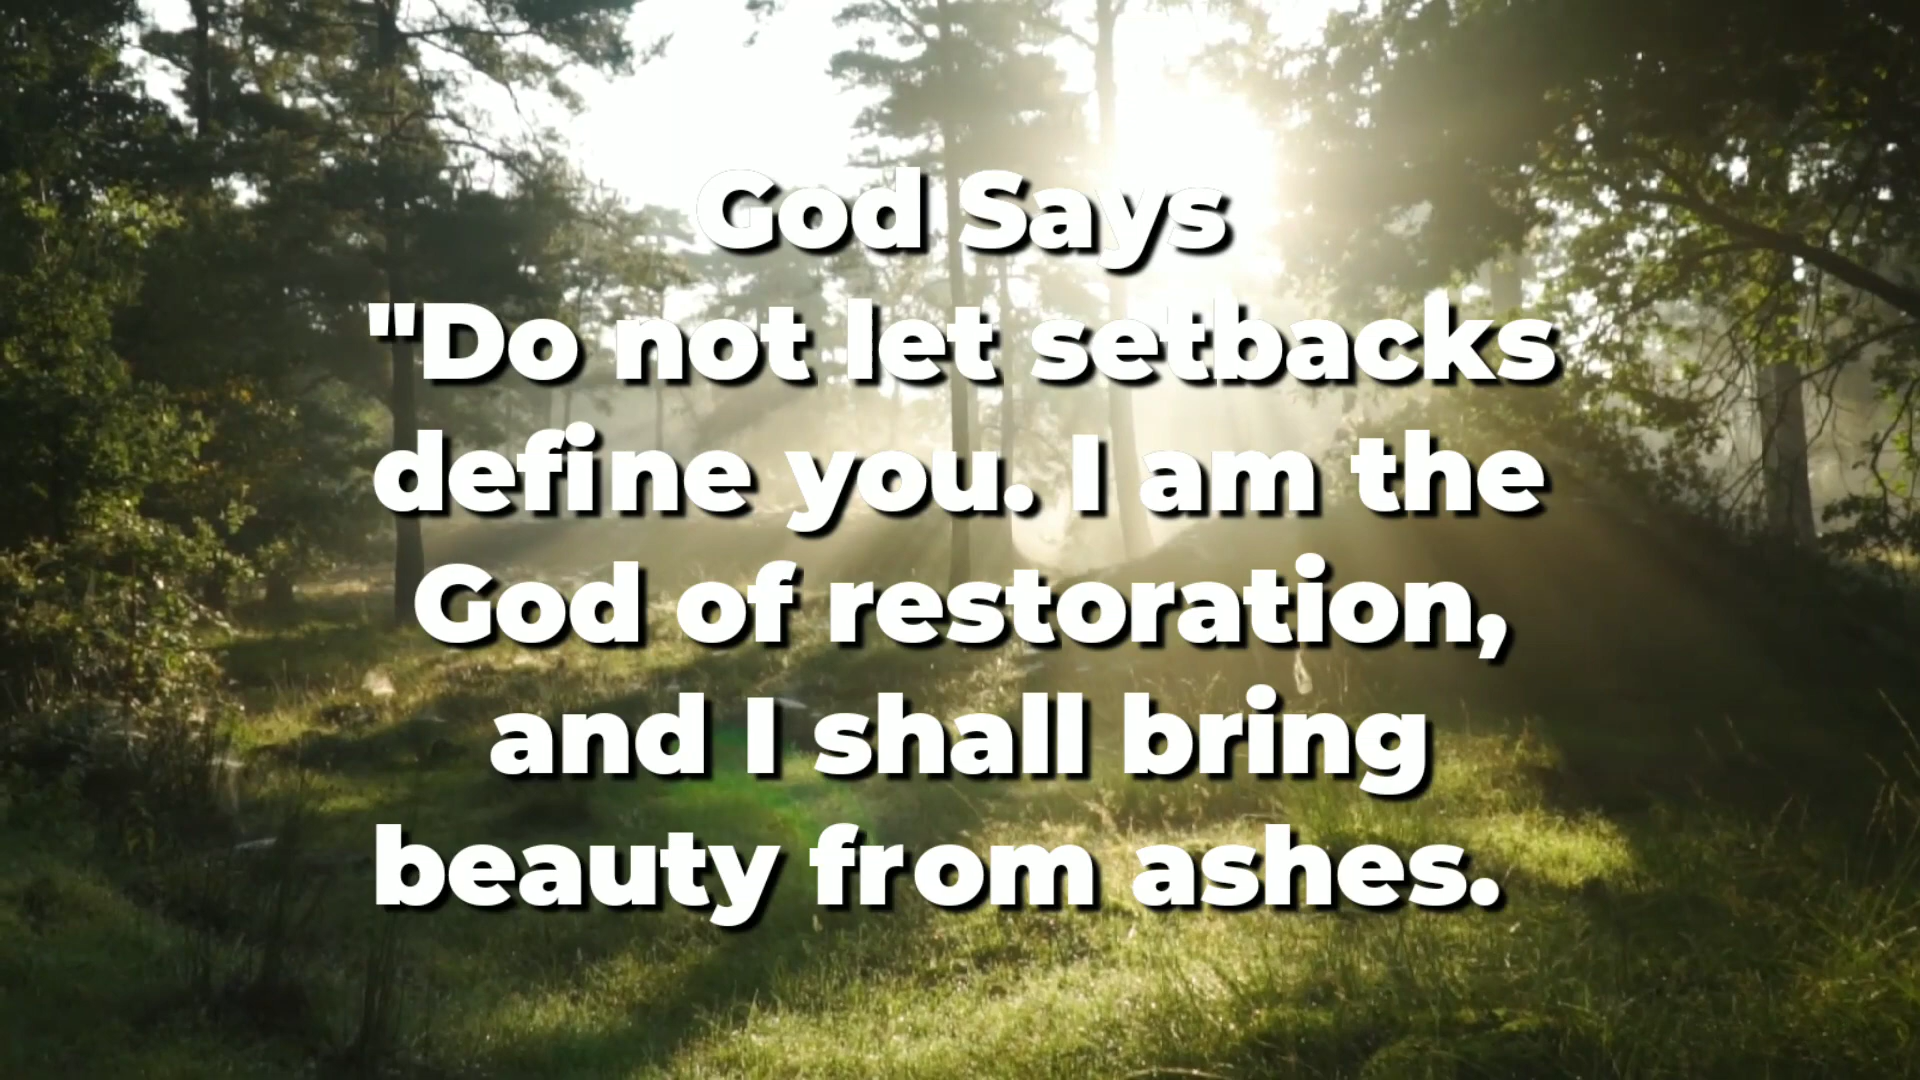 God Says
"Do not let setbacks
define you. I am the
God of restoration,
and I shall bring
beauty from ashes.